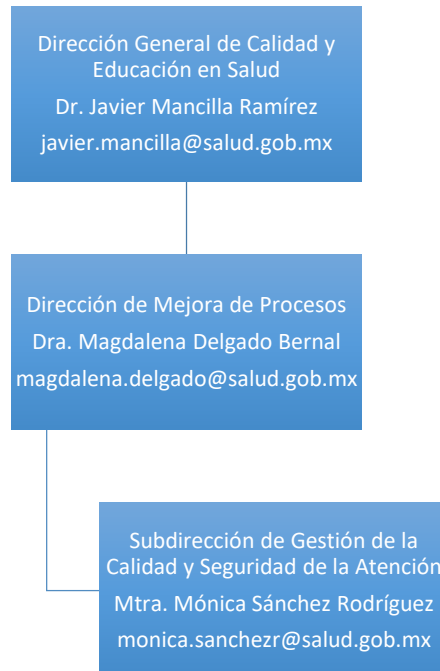 Dirección General de Calidad y
Educación en Salud
Dr. Javier Mancilla Ramírez
javier.mancilla@salud.gob.mx
Dirección de Mejora de Procesos
Dra. Magdalena Delgado Bernal
magdalena.delgado@salud.gob.mx
Subdirección de Gestión de la
Calidad y Seguridad de la Atención
Mtra. Mónica Sánchez Rodríguez
monica.sanchezr@salud.gob.mx